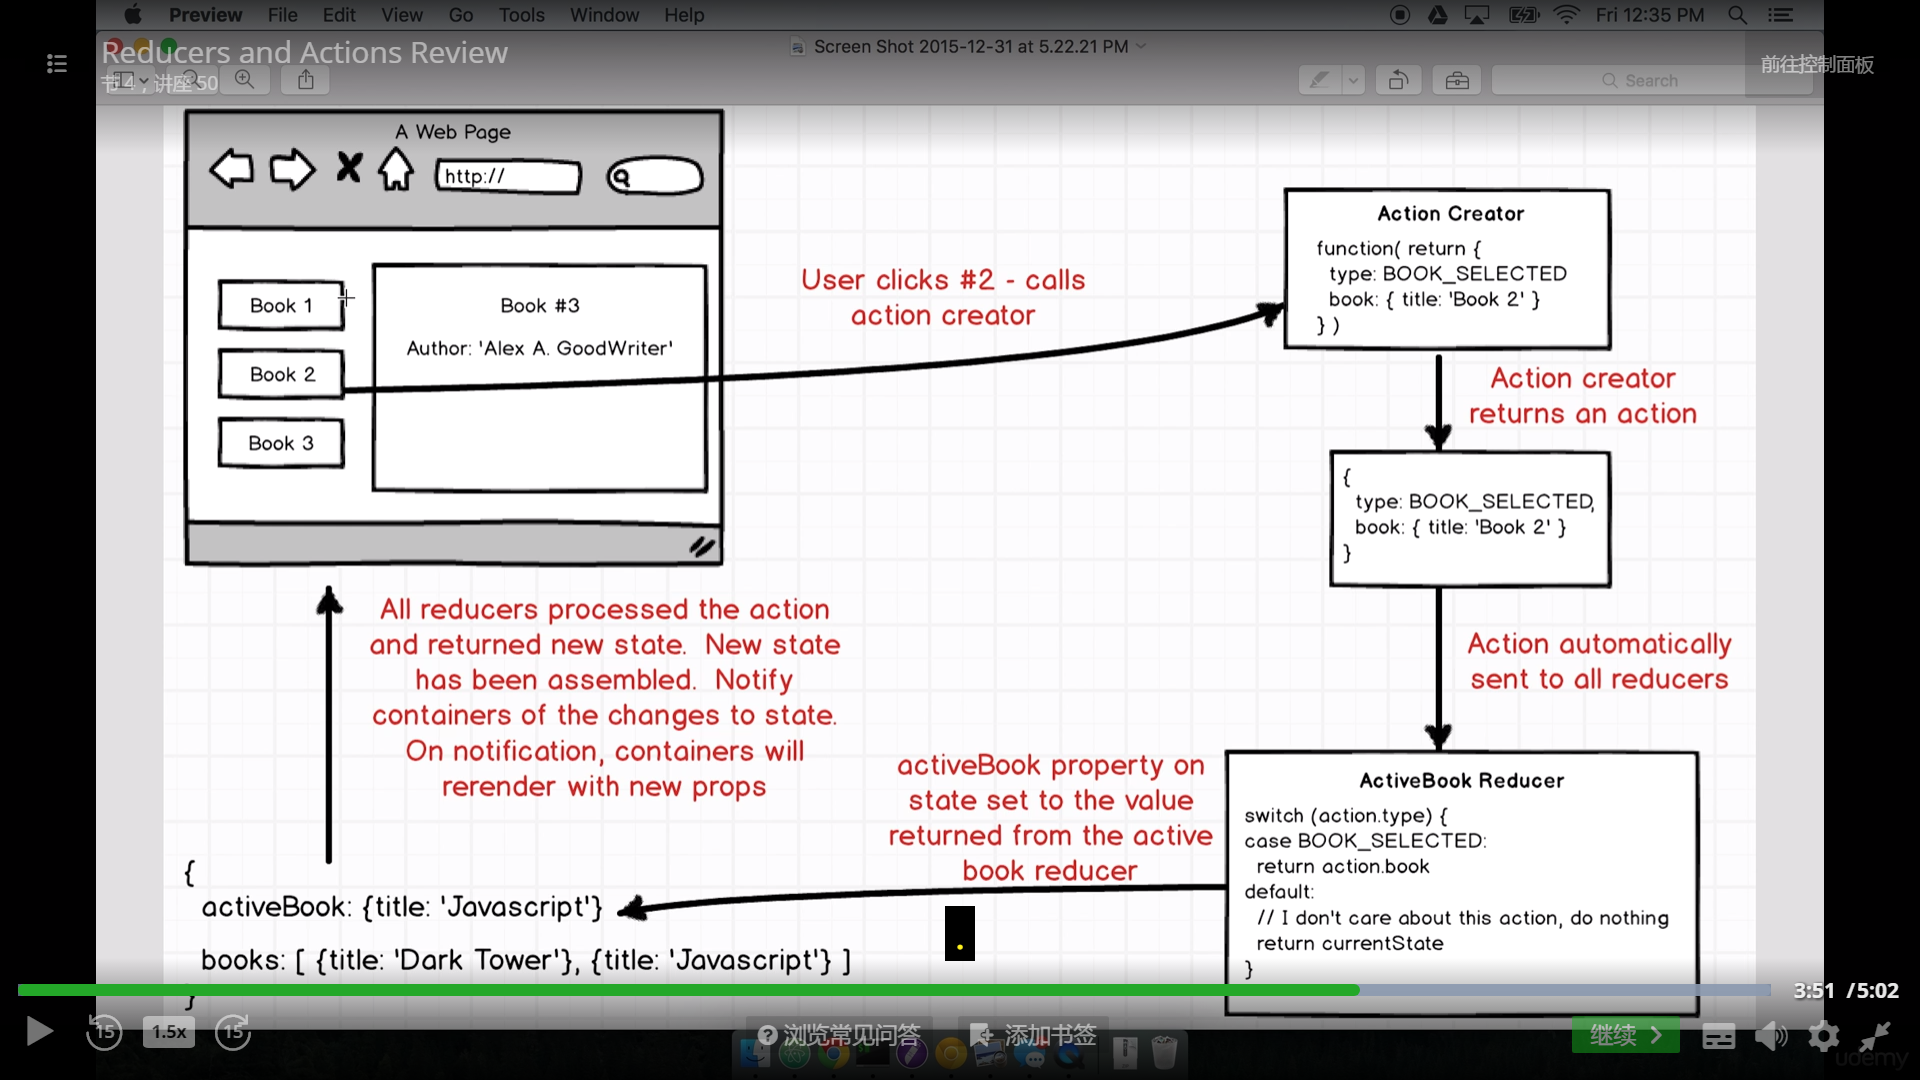 Preview File Edit View Go Tools Window Help
Fri 12:35 PM
Reducers and Actions Review
Screen Shot 2015-12-31 at 5.22.21 PM
节 4，讲座 50
Search
前往控制面板
A Web Page
http://
Book 1
Book 2
Book 3
Book #3
Author: 'Alex A. GoodWriter'
User clicks #2 - calls
action creator
Action Creator
function( return {
type: BOOK_SELECTED
book: { title: 'Book 2' }
} )
Action creator
returns an action
{
type: BOOK_SELECTED,
book: { title: 'Book 2' }
}
Action automatically
sent to all reducers
All reducers processed the action
and returned new state. New state
has been assembled. Notify
containers of the changes to state.
On notification, containers will
rerender with new props
activeBook property on
state set to the value
returned from the active
book reducer
ActiveBook Reducer
switch (action.type) {
case BOOK_SELECTED:
return action.book
default:
// I don't care about this action, do nothing
return currentState
}
{
activeBook: {title: 'Javascript'}
books: [ {title: 'Dark Tower'}, {title: 'Javascript'} ]
}
.
3:51 / 5:02
15
1.5x
15
浏览常见问答
添加书签
继续
udemy